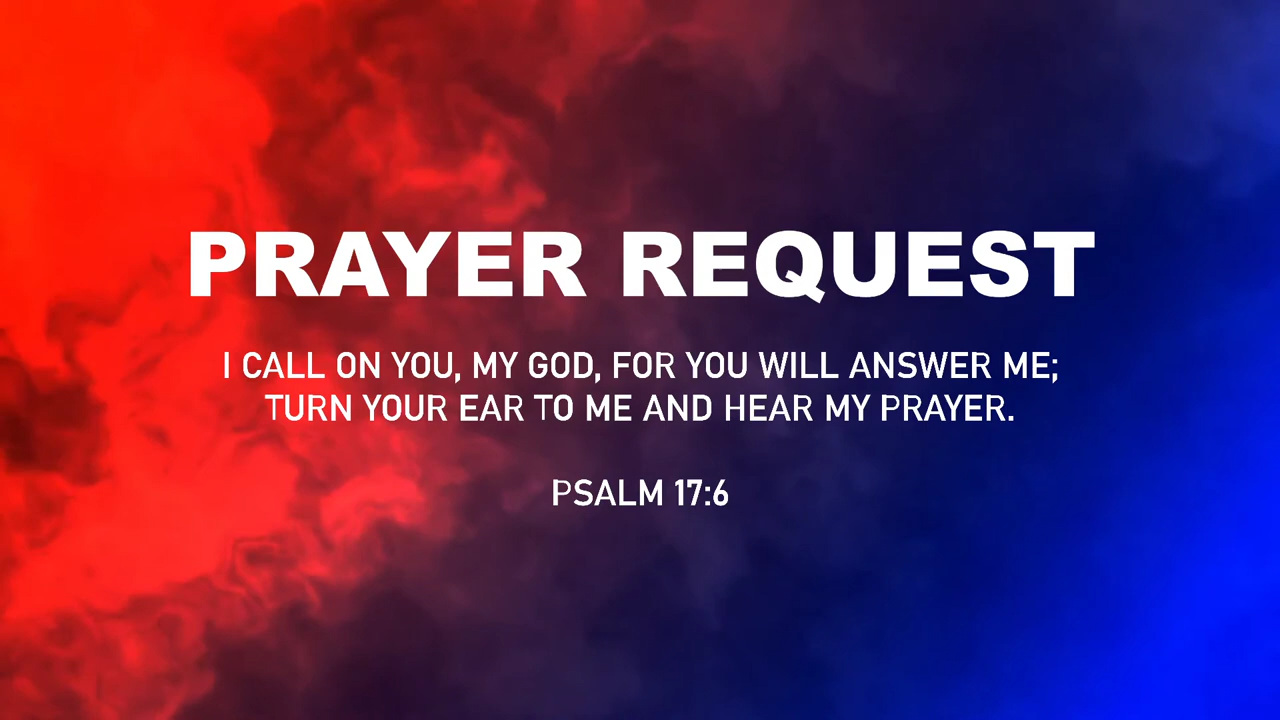 PRAYER REQUEST
I CALL ON YOU, MY GOD, FOR YOU WILL ANSWER ME;
TURN YOUR EAR TO ME AND HEAR MY PRAYER.
PSALM 17:6